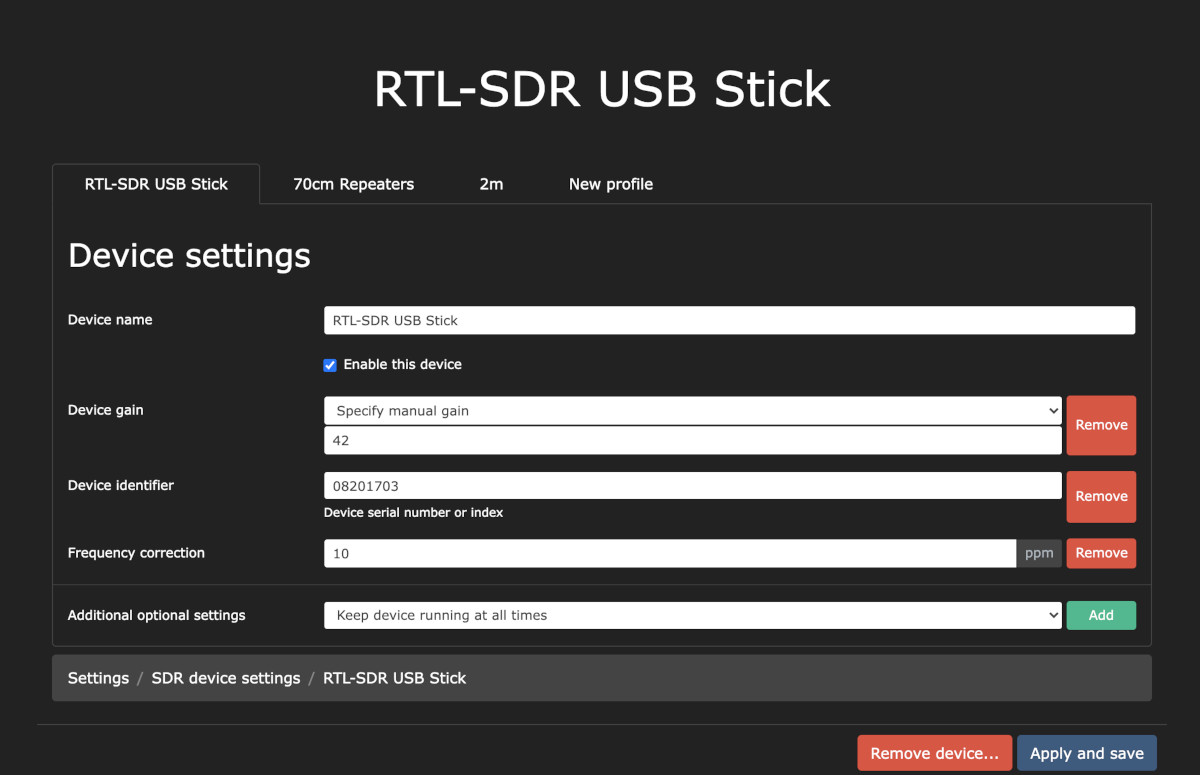 RTL-SDR USB Stick
RTL-SDR USB Stick 70cm Repeaters 2m New profile
Device settings
Device name RTL-SDR USB Stick
Enable this device
Device gain Specify manual gain Remove
42
Device identifier 08201703 Remove
Device serial number or index
Frequency correction 10 ppm Remove
Additional optional settings Keep device running at all times Add
Settings / SDR device settings / RTL-SDR USB Stick
Remove device... Apply and save